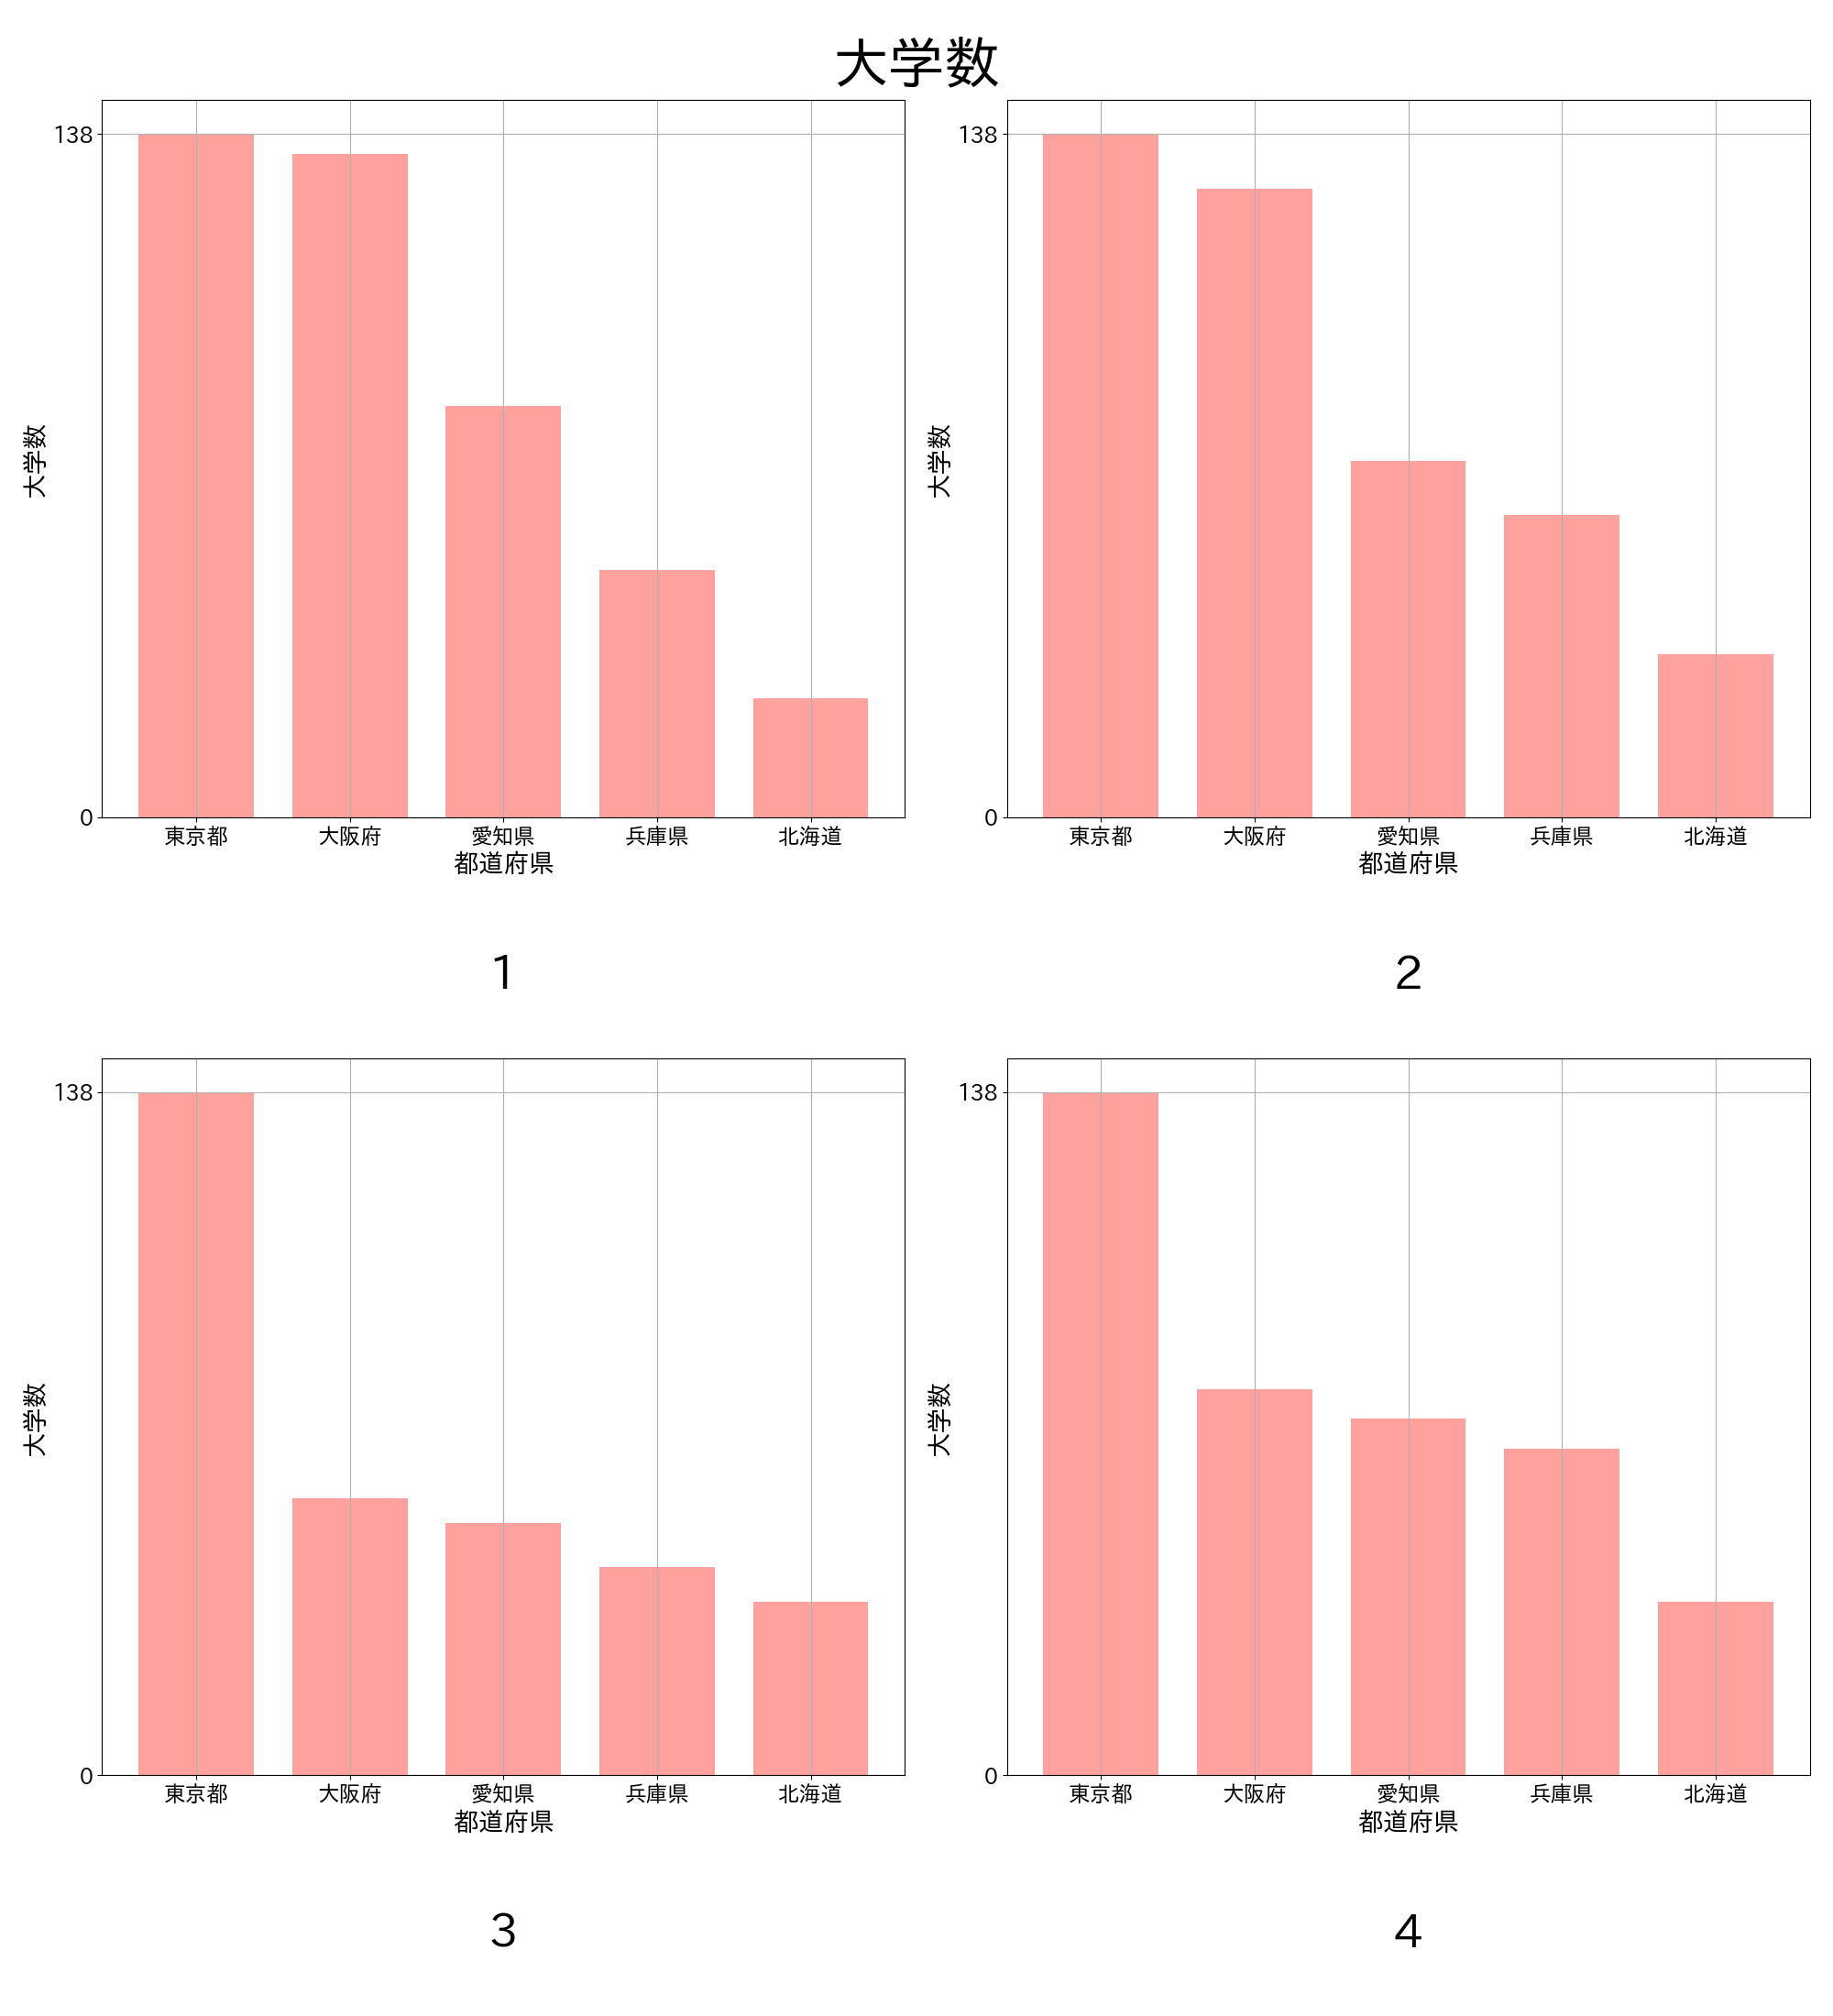 大学数
138
0
大学数
東京都 大阪府 愛知県 兵庫県 北海道
都道府県
1
138
0
大学数
東京都 大阪府 愛知県 兵庫県 北海道
都道府県
2
138
0
大学数
東京都 大阪府 愛知県 兵庫県 北海道
都道府県
3
138
0
大学数
東京都 大阪府 愛知県 兵庫県 北海道
都道府県
4